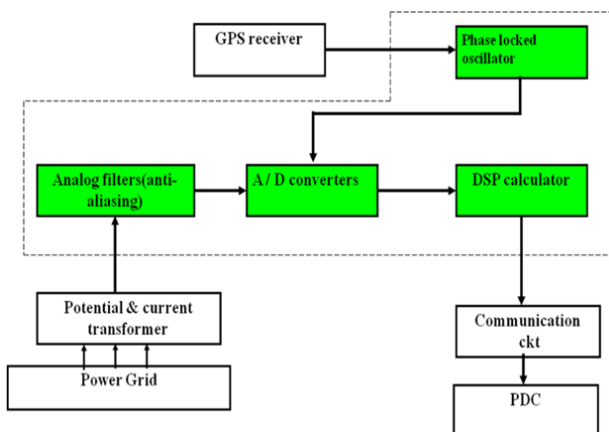 GPS receiver
Phase locked
oscillator
Analog filters(anti-
aliasing)
A / D converters
DSP calculator
Potential & current
transformer
Communication
ckt
Power Grid
PDC